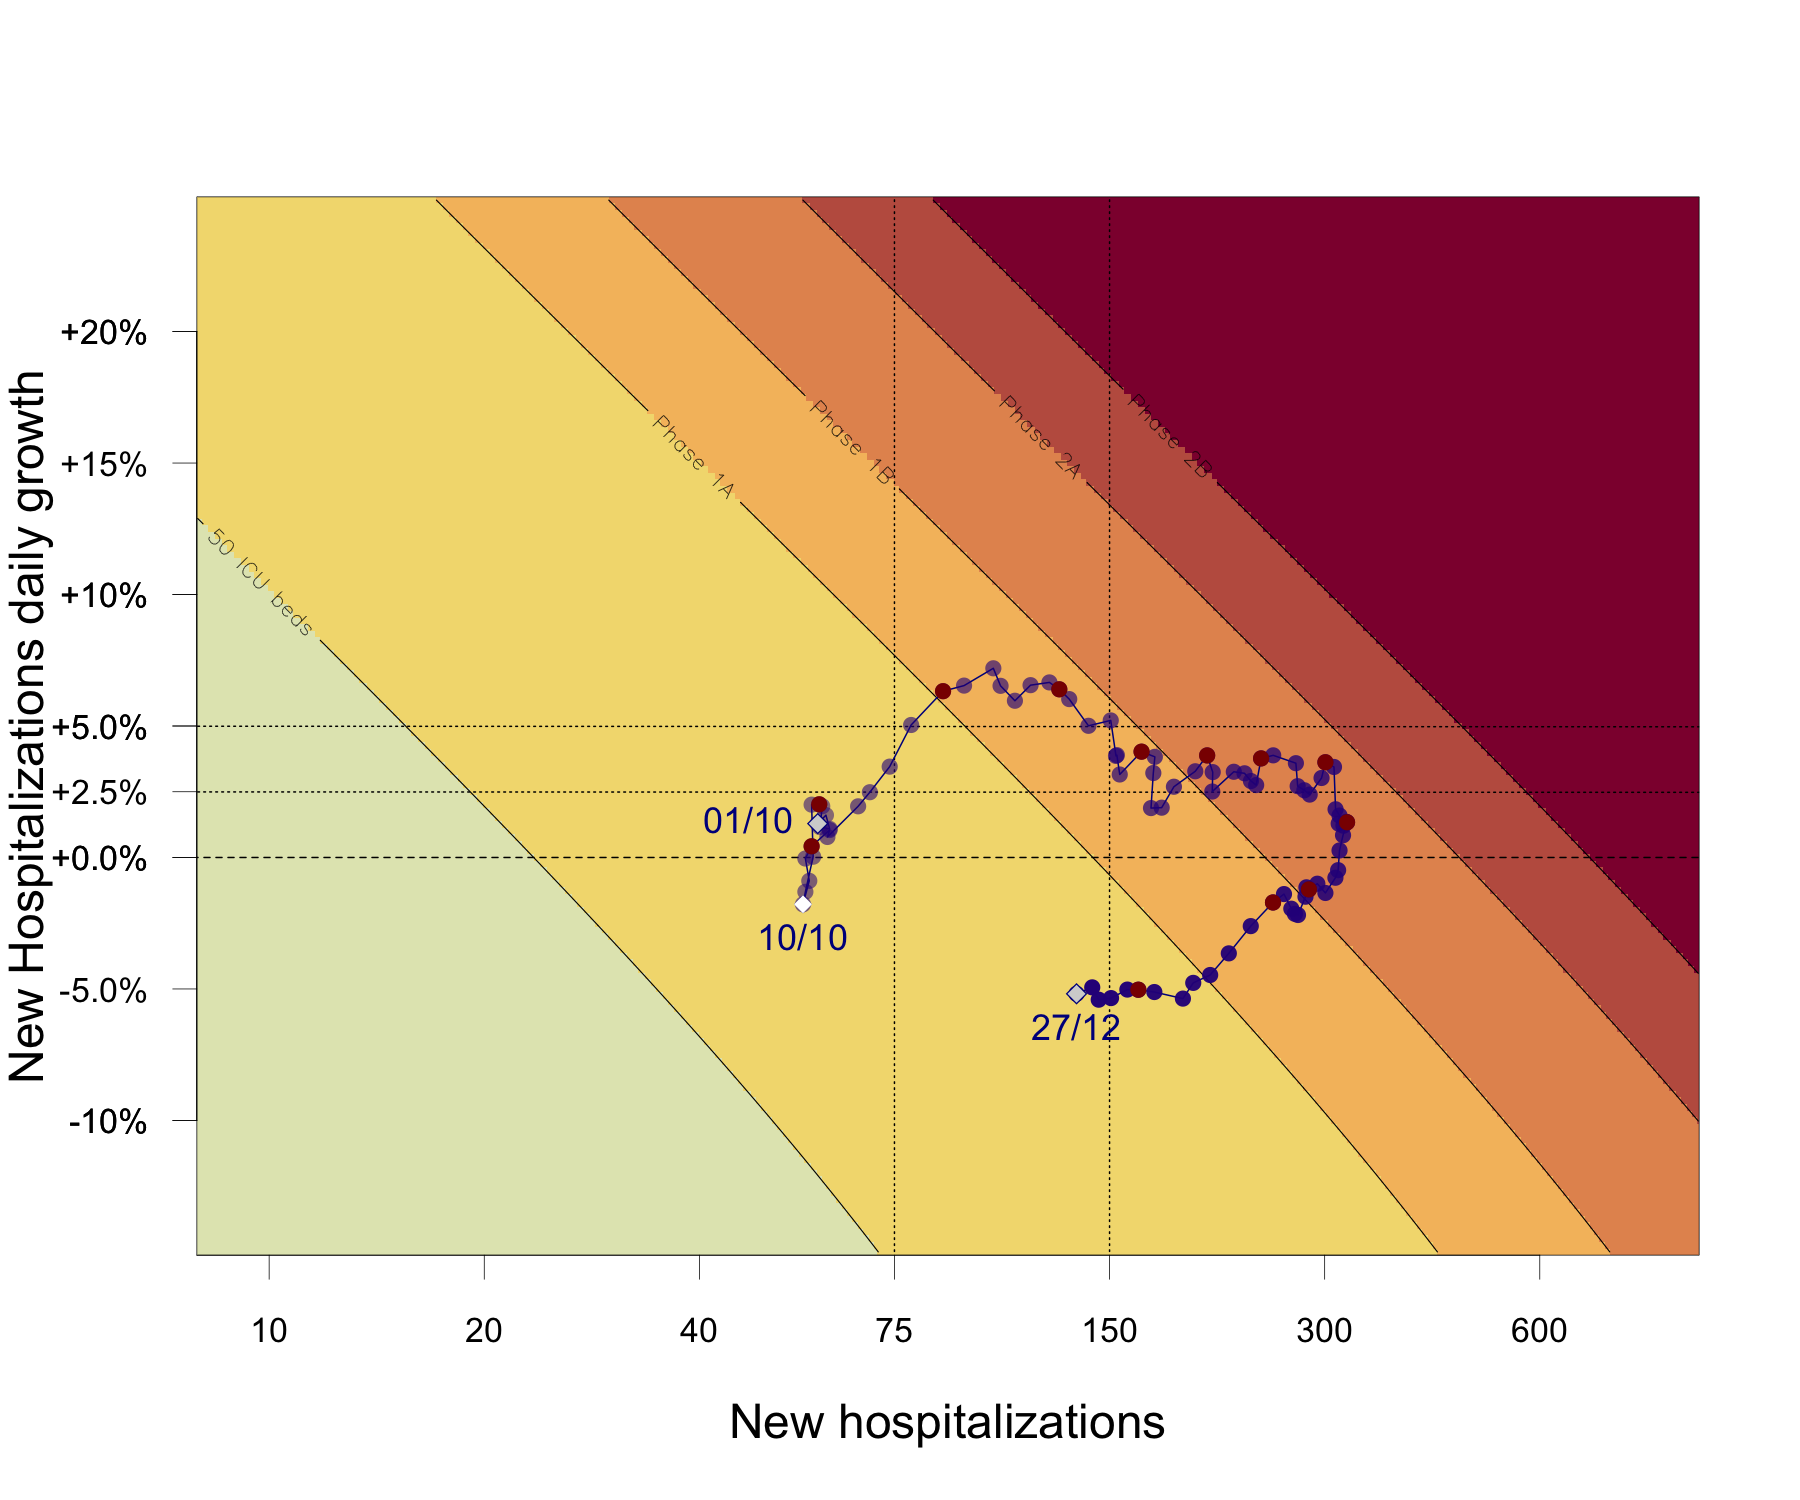 New Hospitalizations daily growth
+20%
+15%
+10%
+5.0%
+2.5%
+0.0%
-5.0%
-10%
50 ICU beds
Phase 1A
Phase 1B
Phase 2A
Phase 2B
01/10
10/10
27/12
10 20 40 75 150 300 600
New hospitalizations